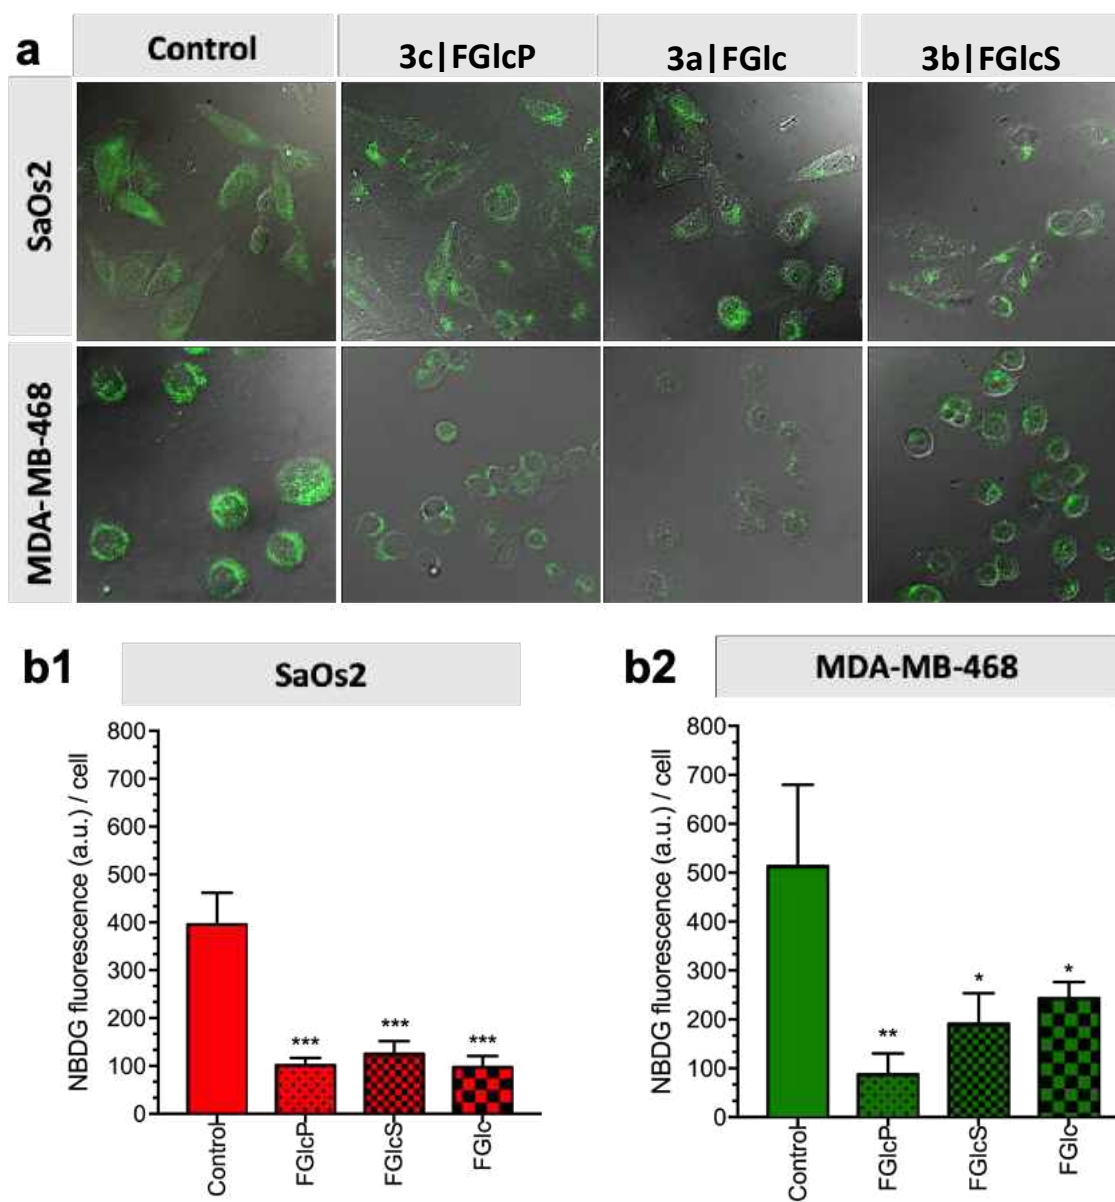 a
Control
3c|FGlcP
3a|FGlc
3b|FGlcS
SaOs2
MDA-MB-468
b1
SaOs2
NBDG fluorescence (a.u.) / cell
800
700
600
500
400
300
200
100
0
***
***
***
Control
FGlcP
FGlcS
FGlc
b2
MDA-MB-468
NBDG fluorescence (a.u.) / cell
800
700
600
500
400
300
200
100
0
**
*
*
Control
FGlcP
FGlcS
FGlc